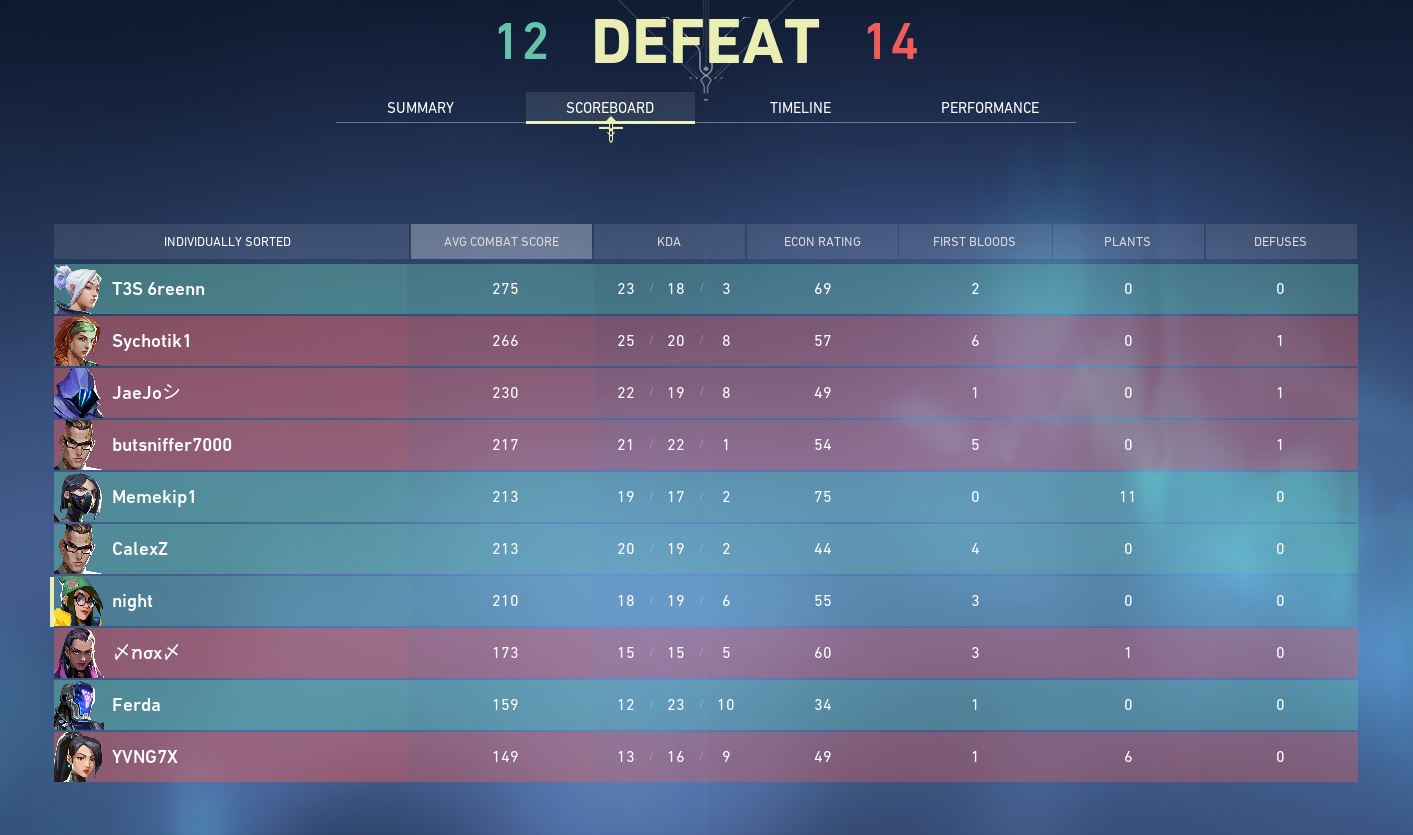 12 DEFEAT 14
SUMMARY SCOREBOARD TIMELINE PERFORMANCE
INDIVIDUALLY SORTED AVG COMBAT SCORE KDA ECON RATING FIRST BLOODS PLANTS DEFUSES
T3S 6reenn 275 23 / 18 / 3 69 2 0 0
Sychotik1 266 25 / 20 / 8 57 6 0 1
JaeJoシ 230 22 / 19 / 8 49 1 0 1
butsniffer7000 217 21 / 22 / 1 54 5 0 1
Memekip1 213 19 / 17 / 2 75 0 11 0
CalexZ 213 20 / 19 / 2 44 4 0 0
night 210 18 / 19 / 6 55 3 0 0
〆ησx〆 173 15 / 15 / 5 60 3 1 0
Ferda 159 12 / 23 / 10 34 1 0 0
YVNG7X 149 13 / 16 / 9 49 1 6 0